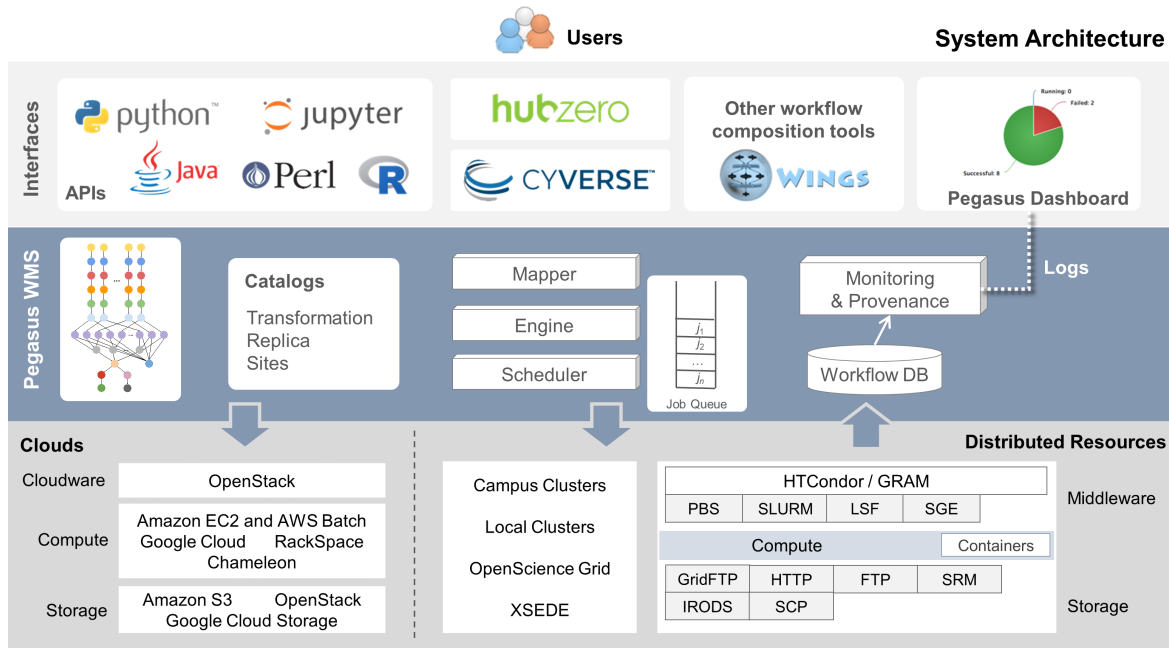 Users
System Architecture
Interfaces
python™
jupyter
Java
Perl
R
APIs
hubzero
CYVERSE™
Other workflow
composition tools
WINGS
Running: 0
Failed: 2
Successful: 8
Pegasus Dashboard
Pegasus WMS
...
Catalogs
Transformation
Replica
Sites
Mapper
Engine
Scheduler
j1
j2
...
jn
Job Queue
Monitoring
& Provenance
Workflow DB
Logs
Clouds
Cloudware
OpenStack
Compute
Amazon EC2 and AWS Batch
Google Cloud RackSpace
Chameleon
Storage
Amazon S3 OpenStack
Google Cloud Storage
Distributed Resources
Campus Clusters
Local Clusters
OpenScience Grid
XSEDE
HTCondor / GRAM
PBS SLURM LSF SGE
Middleware
Compute
Containers
GridFTP HTTP FTP SRM
IRODS SCP
Storage